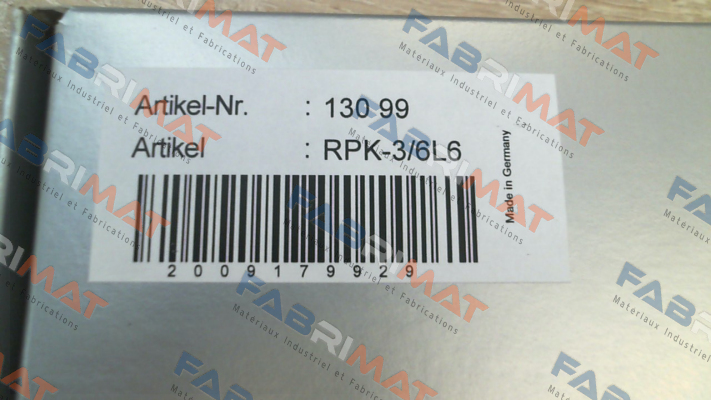 Artikel-Nr. : 130 99
Artikel : RPK-3/6L6
Made in Germany
2009179929
FABRIMAT
Materiaux Industriel et Fabrications